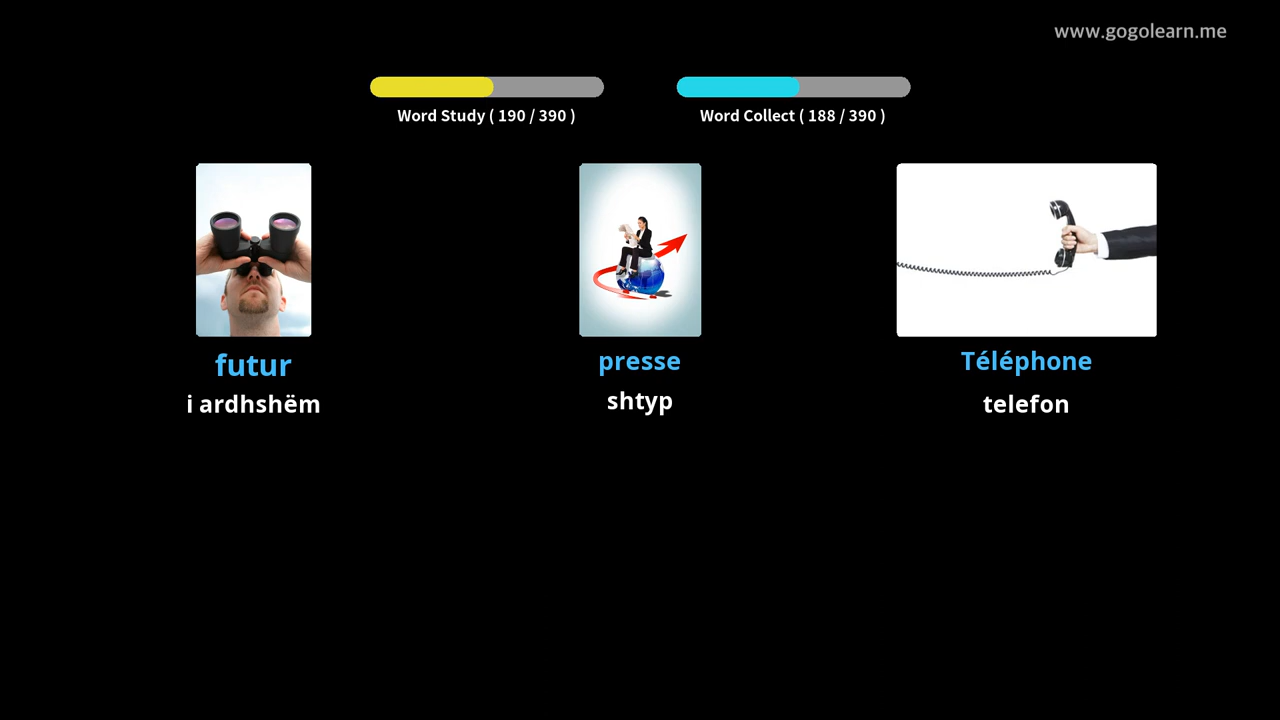 www.gogolearn.me
Word Study ( 190 / 390 )
Word Collect ( 188 / 390 )
futur
i ardhshëm
presse
shtyp
Téléphone
telefon